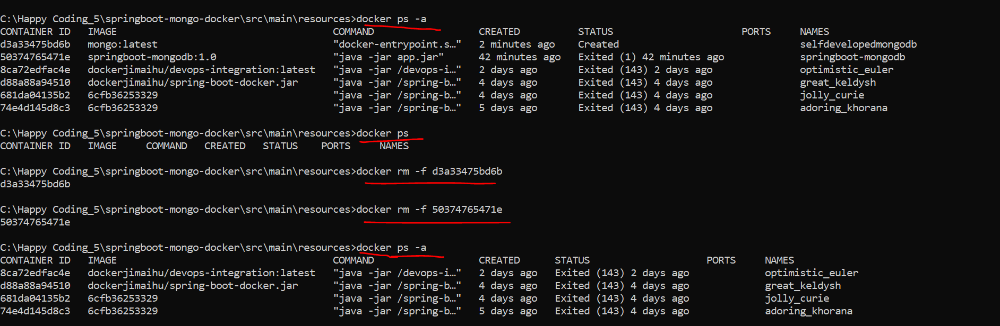 C:\Happy Coding_5\springboot-mongo-docker\src\main\resources>docker ps -a
CONTAINER ID   IMAGE                                     COMMAND                  CREATED          STATUS                      PORTS     NAMES
d3a33475bd6b   mongo:latest                              "docker-entrypoint.s…"   2 minutes ago    Created                               selfdevelopedmongodb
50374765471e   springboot-mongodb:1.0                    "java -jar app.jar"      42 minutes ago   Exited (1) 42 minutes ago             springboot-mongodb
8ca72edfac4e   dockerjimaihu/devops-integration:latest   "java -jar /devops-i…"   2 days ago       Exited (143) 2 days ago               optimistic_euler
d88a88a94510   dockerjimaihu/spring-boot-docker.jar      "java -jar /spring-b…"   4 days ago       Exited (143) 4 days ago               great_keldysh
681da04135b2   6cfb36253329                              "java -jar /spring-b…"   4 days ago       Exited (143) 4 days ago               jolly_curie
74e4d145d8c3   6cfb36253329                              "java -jar /spring-b…"   5 days ago       Exited (143) 4 days ago               adoring_khorana
C:\Happy Coding_5\springboot-mongo-docker\src\main\resources>docker ps
CONTAINER ID   IMAGE     COMMAND   CREATED   STATUS    PORTS     NAMES
C:\Happy Coding_5\springboot-mongo-docker\src\main\resources>docker rm -f d3a33475bd6b
d3a33475bd6b
C:\Happy Coding_5\springboot-mongo-docker\src\main\resources>docker rm -f 50374765471e
50374765471e
C:\Happy Coding_5\springboot-mongo-docker\src\main\resources>docker ps -a
CONTAINER ID   IMAGE                                     COMMAND                  CREATED      STATUS                    PORTS     NAMES
8ca72edfac4e   dockerjimaihu/devops-integration:latest   "java -jar /devops-i…"   2 days ago   Exited (143) 2 days ago             optimistic_euler
d88a88a94510   dockerjimaihu/spring-boot-docker.jar      "java -jar /spring-b…"   4 days ago   Exited (143) 4 days ago             great_keldysh
681da04135b2   6cfb36253329                              "java -jar /spring-b…"   4 days ago   Exited (143) 4 days ago             jolly_curie
74e4d145d8c3   6cfb36253329                              "java -jar /spring-b…"   5 days ago   Exited (143) 4 days ago             adoring_khorana